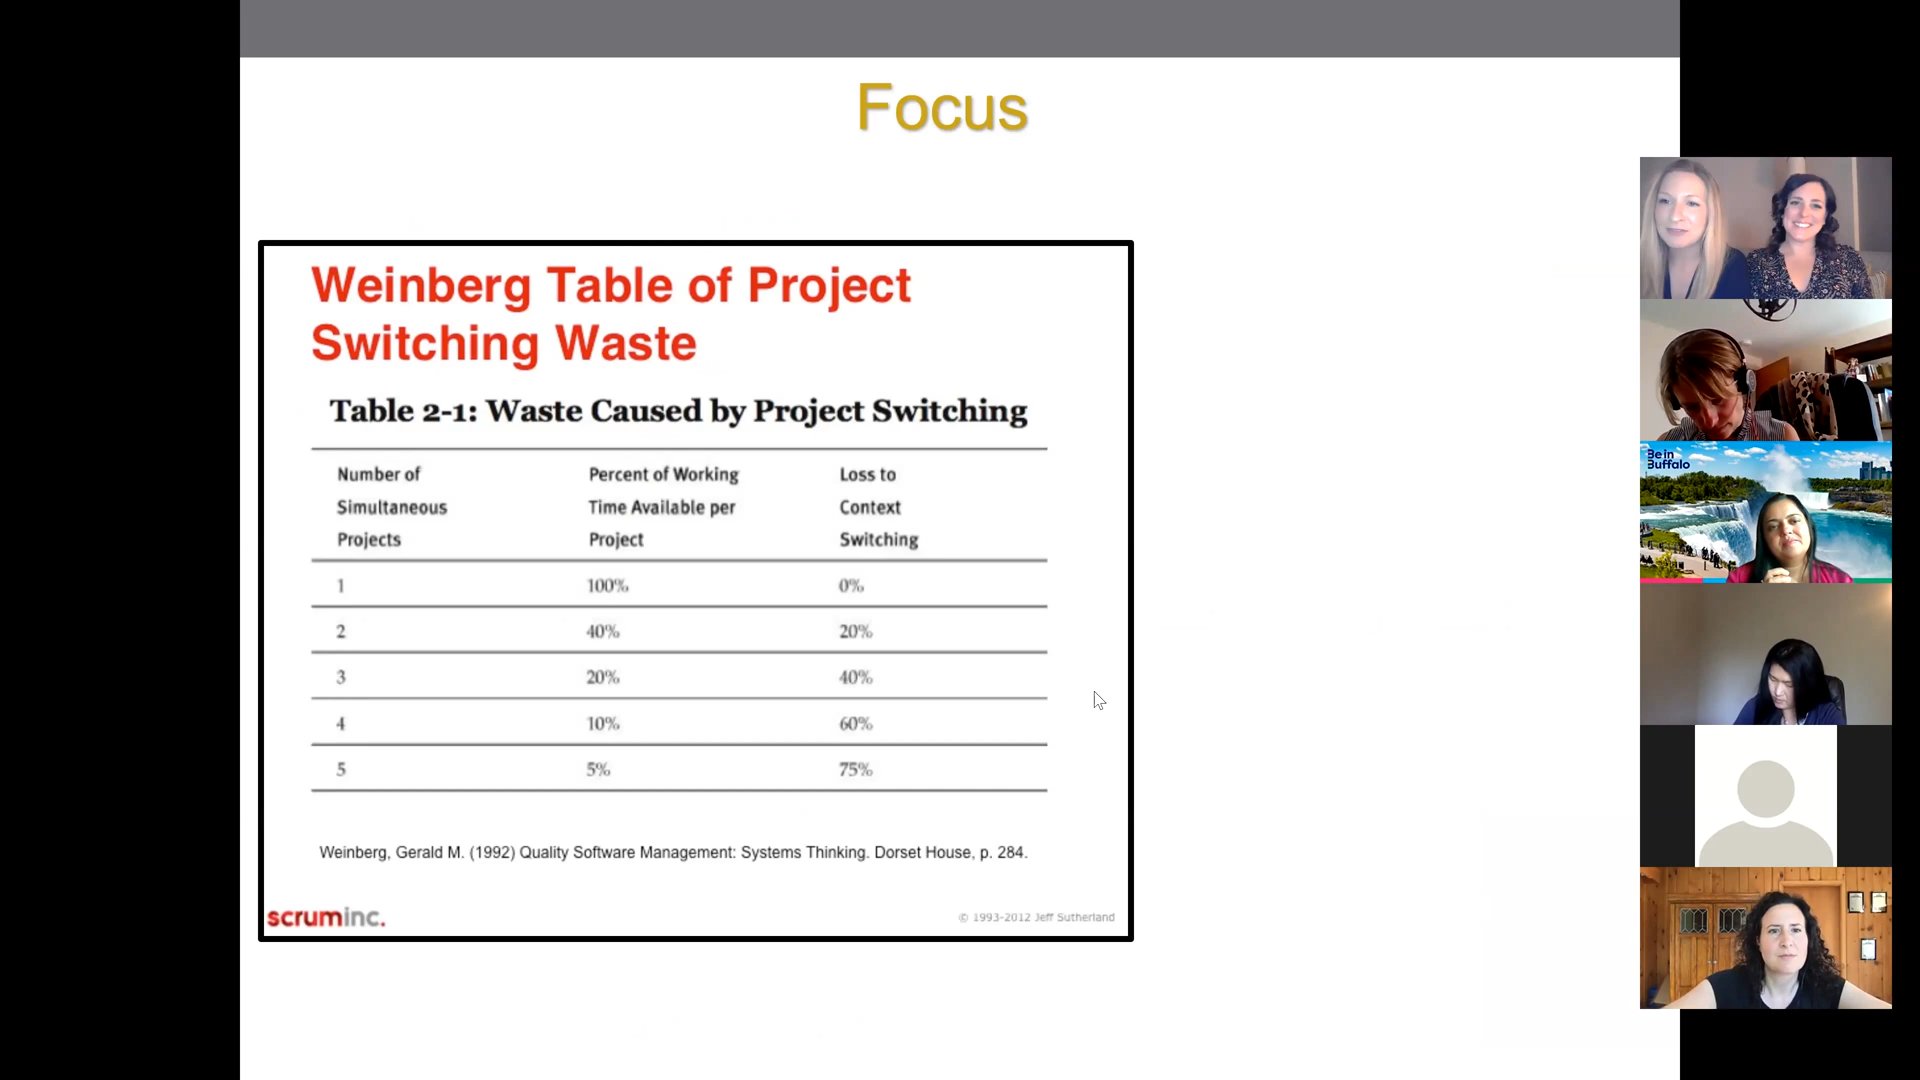 Focus
Weinberg Table of Project
Switching Waste
Table 2-1: Waste Caused by Project Switching
Number of Simultaneous Projects	Percent of Working Time Available per Project	Loss to Context Switching
1	100%	0%
2	40%	20%
3	20%	40%
4	10%	60%
5	5%	75%
Weinberg, Gerald M. (1992) Quality Software Management: Systems Thinking. Dorset House, p. 284.
scruminc.
© 1993-2012 Jeff Sutherland
Be in
Buffalo